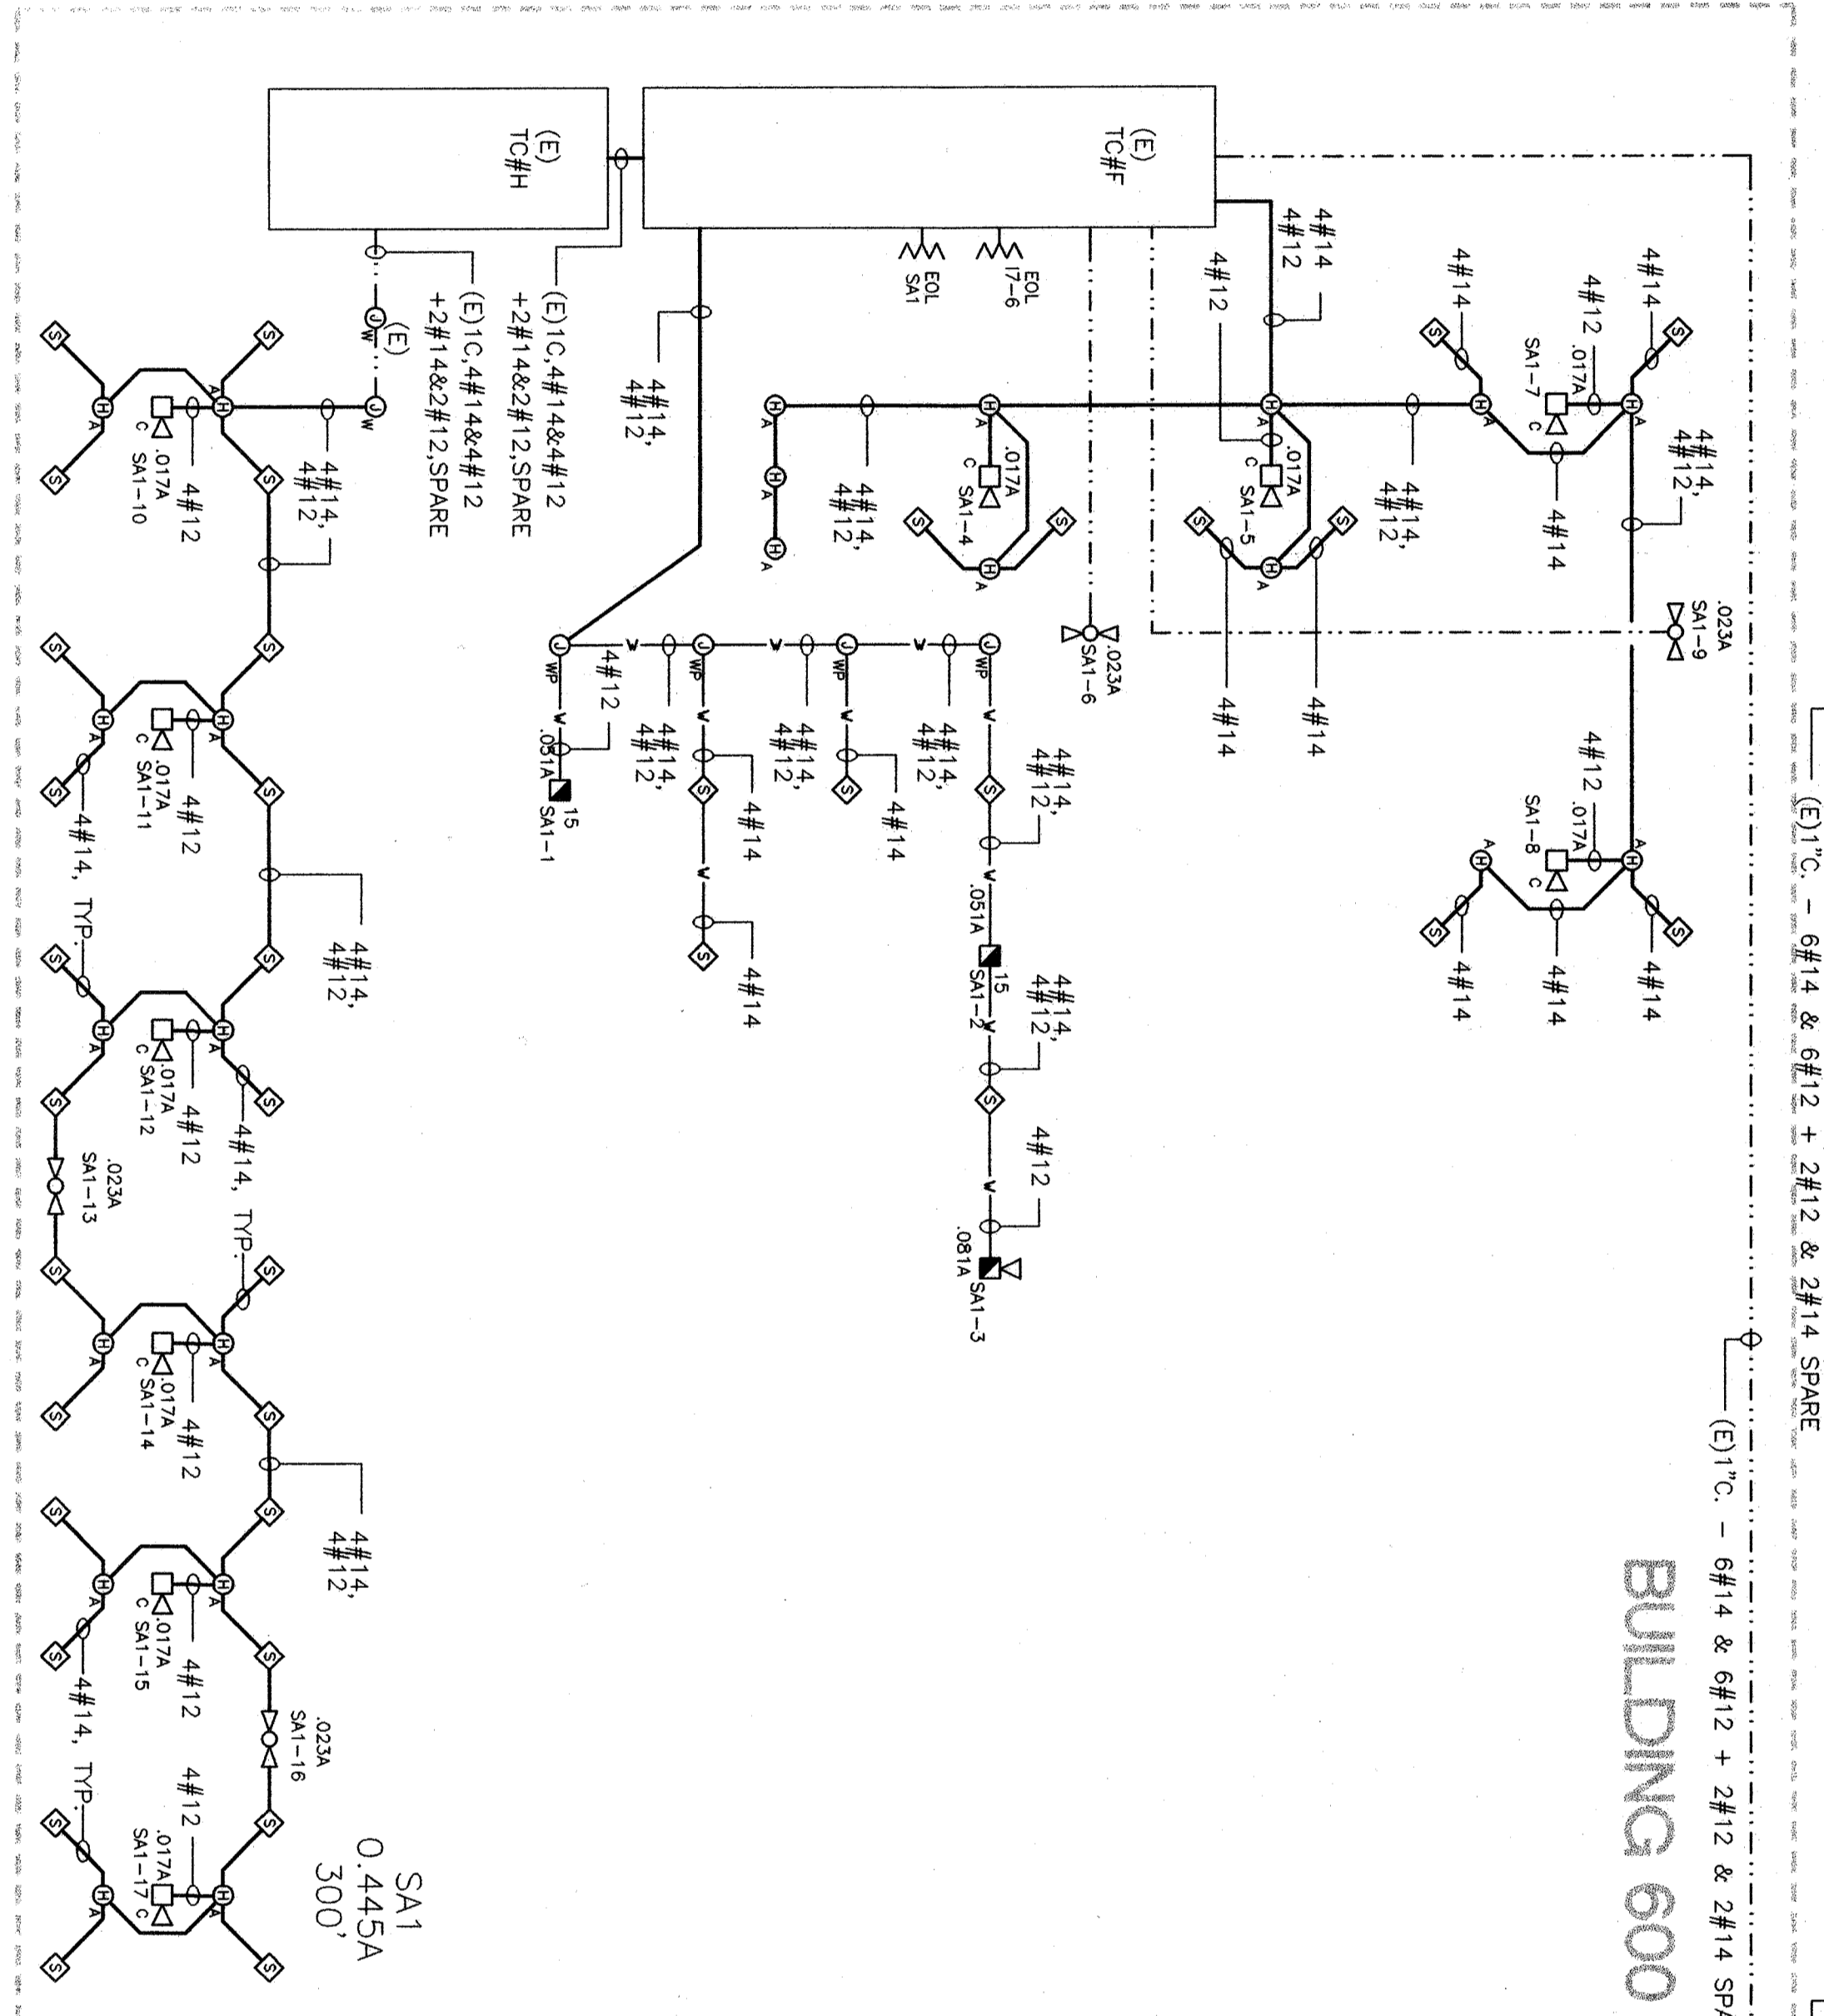 (E)1"C. - 6#14 & 6#12 + 2#12 & 2#14 SPARE
(E)1"C. - 6#14 & 6#12 + 2#12 & 2#14 SPA
BUILDING 600
.023A
SA1-9
4#14
4#12
.017A
SA1-7
C
4#14
4#14,
4#12
4#14
H
A
S
4#12
.017A
SA1-8
C
4#14
4#14
4#14
4#14
4#12
4#12
.017A
C
SA1-5
4#14,
4#12
4#14
4#14
(E)
TC#F
EOL
17-6
EOL
SA1
.023A
SA1-6
.017A
C
SA1-4
4#14,
4#12
4#14,
4#12
4#14,
4#12
.051A
15
SA1-2
4#14,
4#12
4#12
.081A
SA1-3
4#14,
4#12
4#14
4#14,
4#12
4#14
4#14,
4#12
4#14
4#12
J
WP
W
.051A
15
SA1-1
(E)
TC#H
(E)1C,4#14&4#12
+2#14&2#12,SPARE
(E)1C,4#14&4#12
+2#14&2#12,SPARE
(E)
J
W
J
W
4#14,
4#12
4#12
.017A
SA1-10
C
4#12
.017A
SA1-11
C
4#14, TYP.
4#14,
4#12
4#12
.017A
SA1-12
C
4#14, TYP.
.023A
SA1-13
4#12
.017A
SA1-14
C
4#14,
4#12
4#12
.017A
SA1-15
C
4#14, TYP.
.023A
SA1-16
4#12
.017A
SA1-17
C
SA1
0.445A
300'